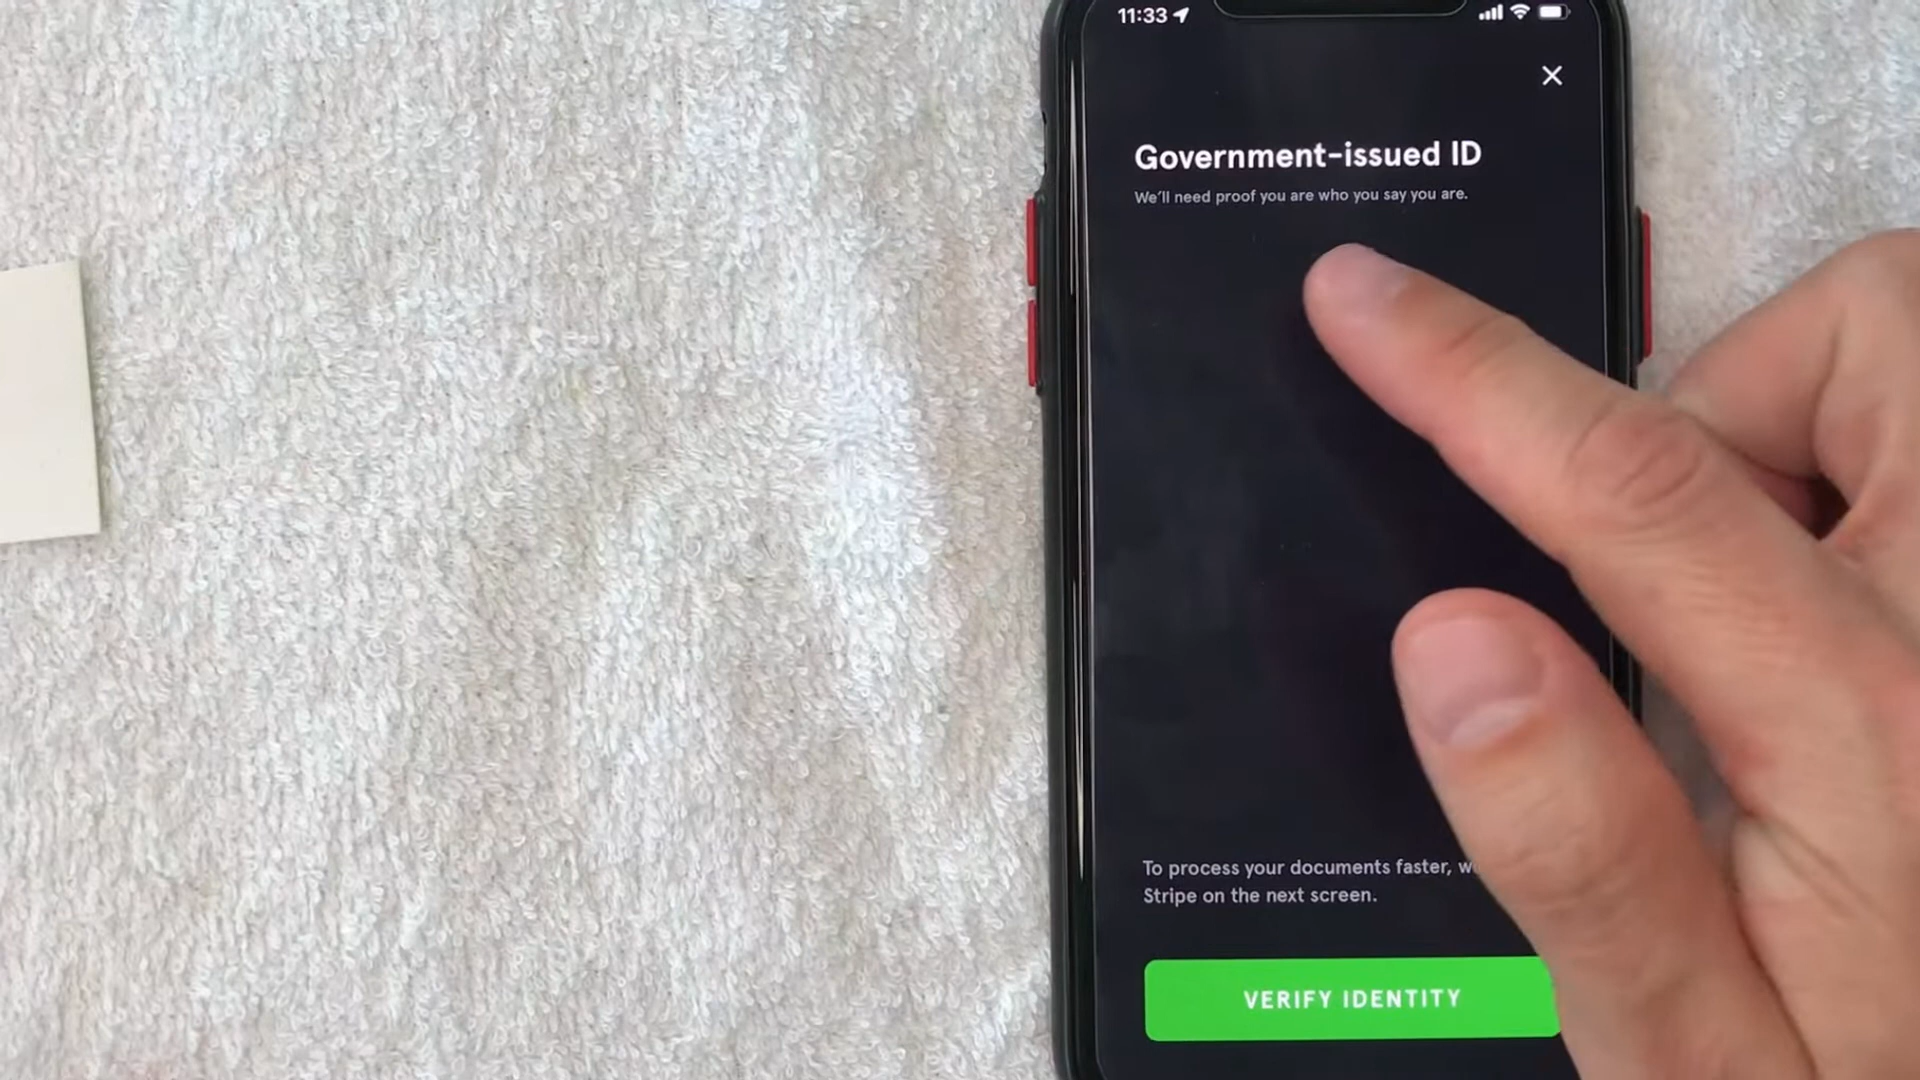 11:33
Government-issued ID
We'll need proof you are who you say you are.
To process your documents faster,
Stripe on the next screen.
VERIFY IDENTITY